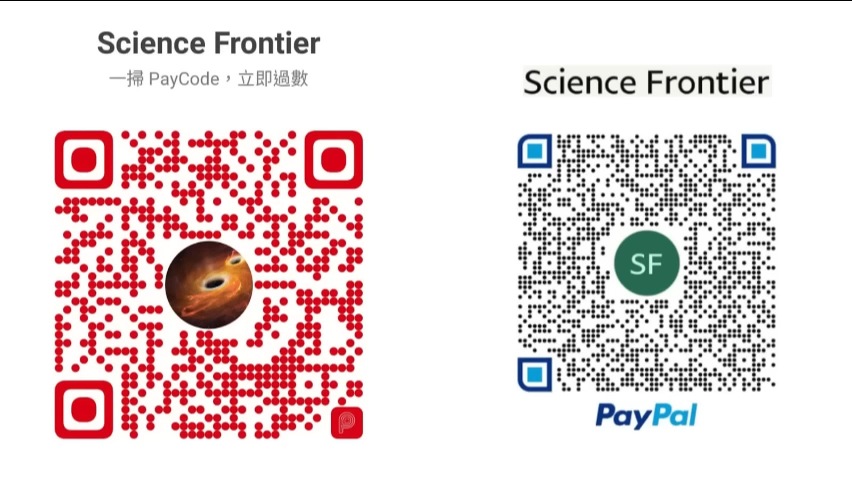 Science Frontier
一掃 PayCode，立即過數
Science Frontier
SF
PayPal